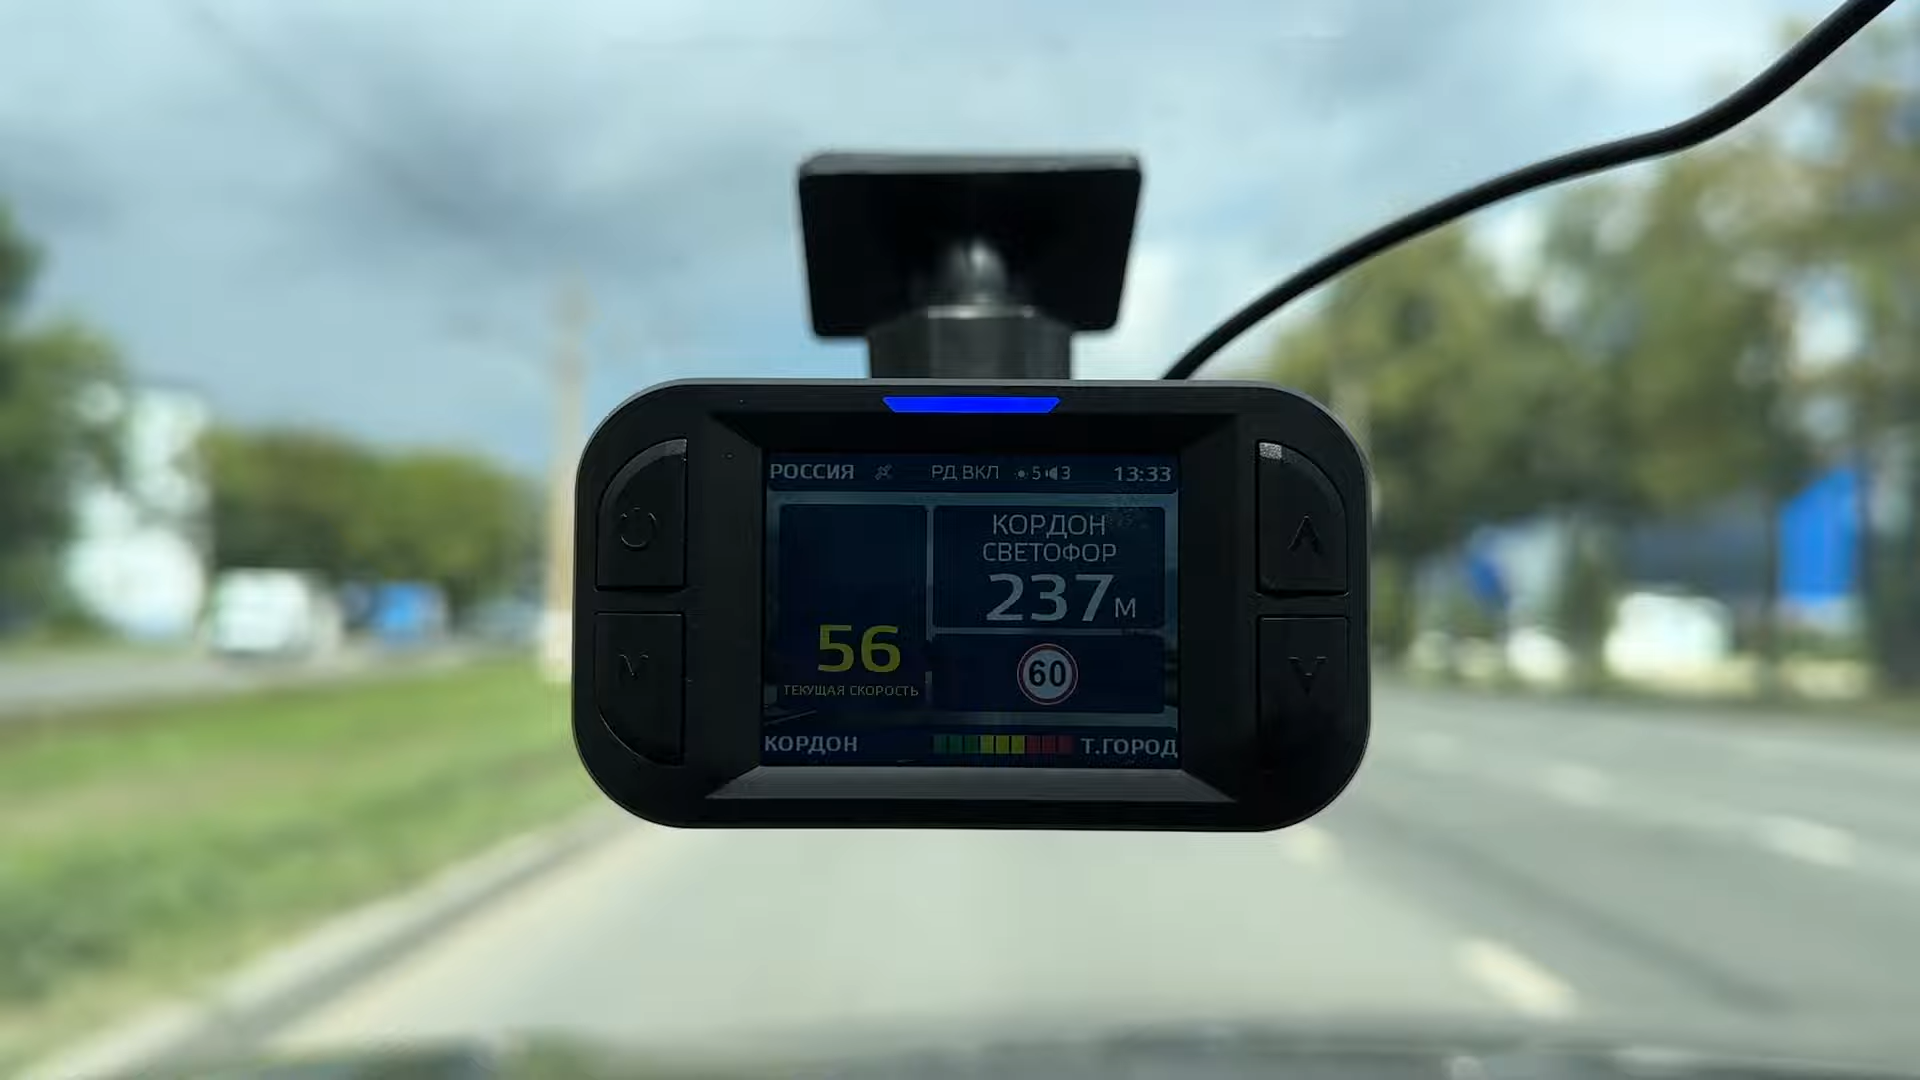 РОССИЯ РД ВКЛ 5 3 13:33
КОРДОН
СВЕТОФОР
237м
56
ТЕКУЩАЯ СКОРОСТЬ
60
КОРДОН Т.ГОРОД
M